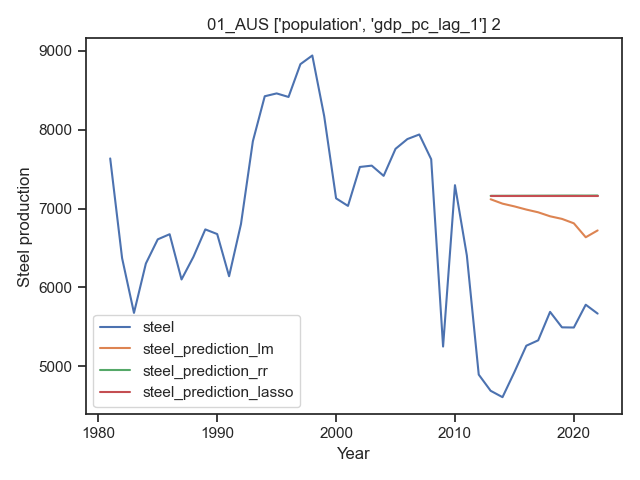 01_AUS ['population', 'gdp_pc_lag_1'] 2
Steel production
9000
8000
7000
6000
5000
steel
steel_prediction_lm
steel_prediction_rr
steel_prediction_lasso
1980
1990
2000
2010
2020
Year